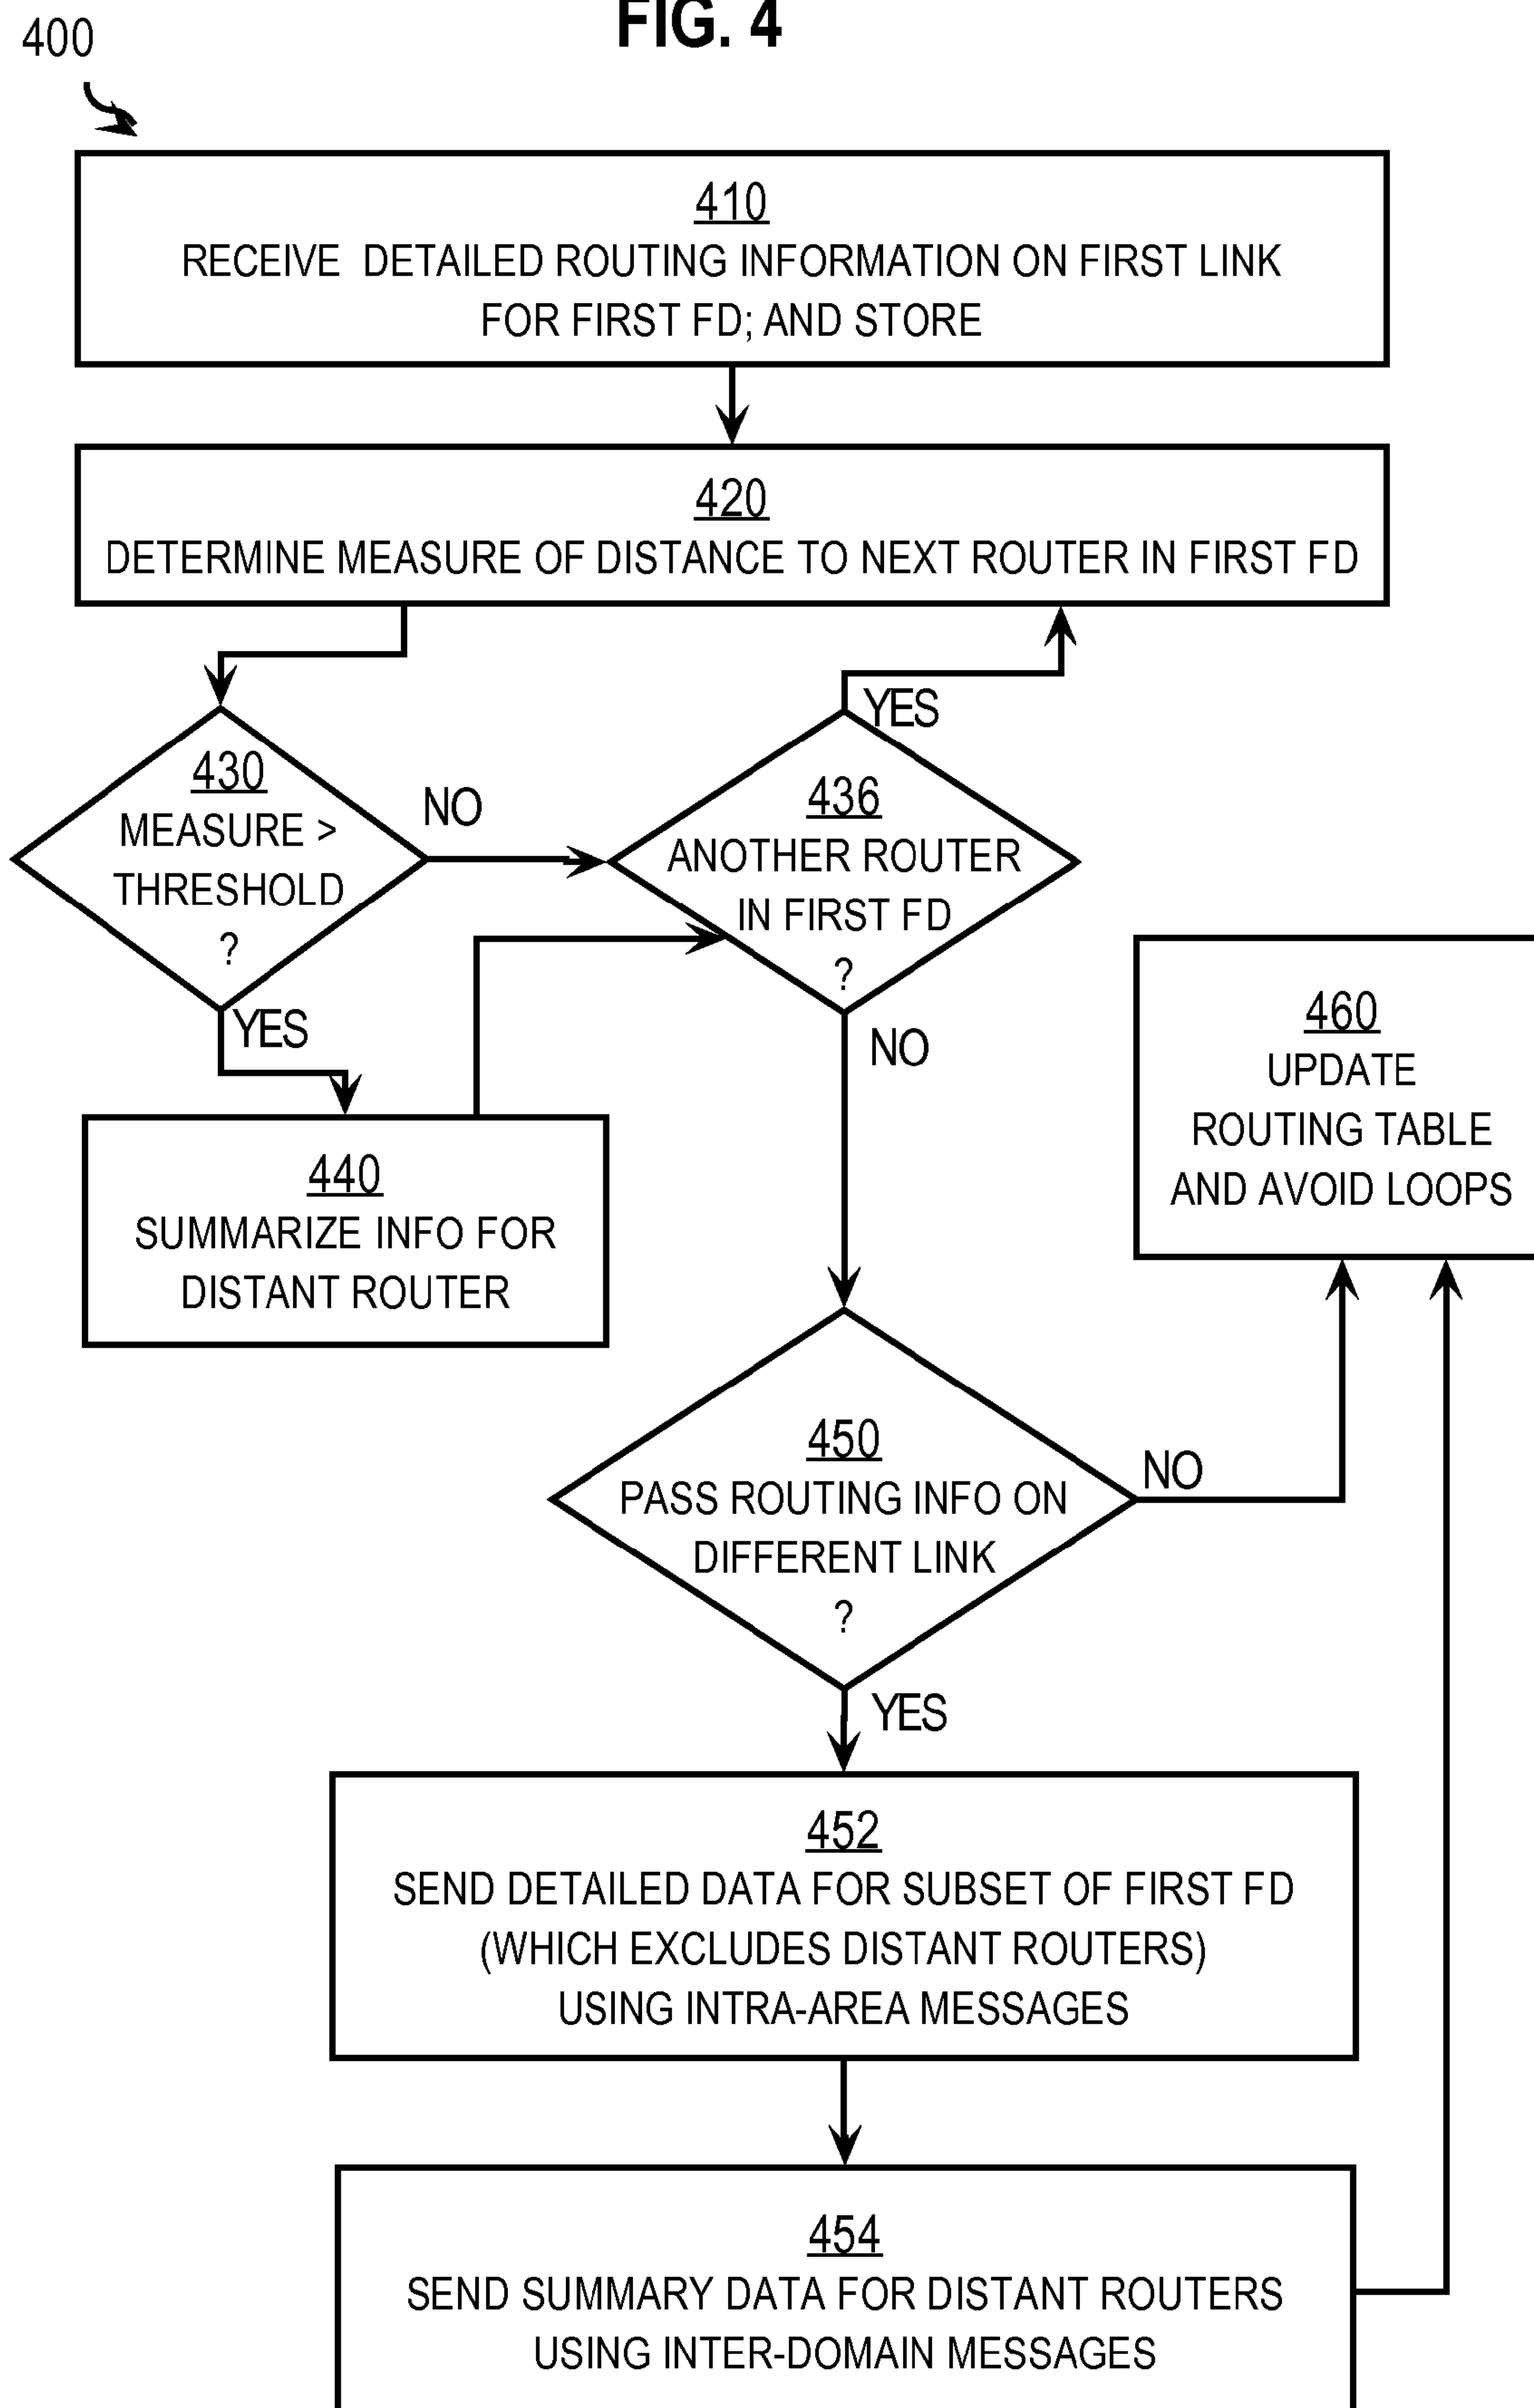 FIG. 4
400
410
RECEIVE DETAILED ROUTING INFORMATION ON FIRST LINK
FOR FIRST FD; AND STORE
420
DETERMINE MEASURE OF DISTANCE TO NEXT ROUTER IN FIRST FD
430
MEASURE >
THRESHOLD
?
NO
YES
436
ANOTHER ROUTER
IN FIRST FD
?
YES
NO
440
SUMMARIZE INFO FOR
DISTANT ROUTER
460
UPDATE
ROUTING TABLE
AND AVOID LOOPS
450
PASS ROUTING INFO ON
DIFFERENT LINK
?
NO
YES
452
SEND DETAILED DATA FOR SUBSET OF FIRST FD
(WHICH EXCLUDES DISTANT ROUTERS)
USING INTRA-AREA MESSAGES
454
SEND SUMMARY DATA FOR DISTANT ROUTERS
USING INTER-DOMAIN MESSAGES